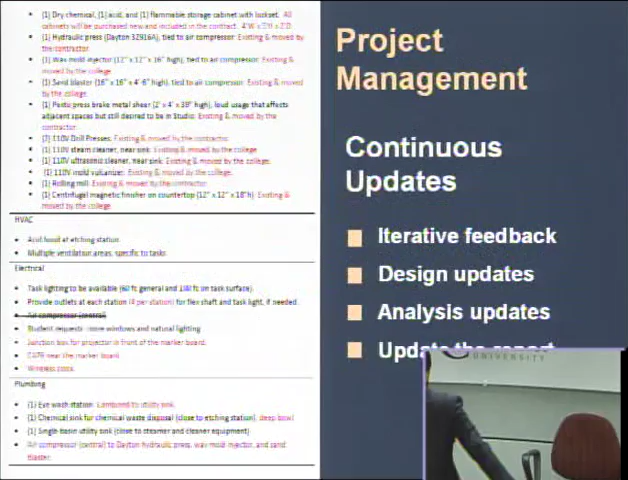 (1) Dry chemical, (1) acid, and (1) flammable storage cabinet with lockset. All
cabinets will be purchased new and included in the contract. 4'W x
(1) Hydraulic press (Dayton 3Z916A), tied to air compressor. Existing & moved by
the contractor.
(1) Wax mold injector (12" x 12" x 16" high), tied to air compressor. Existing &
moved by the college.
(1) Sand blaster (16" x 16" x 4'-6" high), tied to air compressor. Existing & moved
by the college.
(1) press brake metal shear (2' x 4' x 38" high), loud usage that affects
adjacent spaces but still desired to be in Studio. Existing & moved by the
contractor.
110V Drill Presses. Existing & moved by the contractor.
(1) 110V steam cleaner, near sink. Existing & moved by the college
(1) 110V ultrasonic cleaner, near sink. Existing & moved by the college.
(1) 110V mold vulcanizer. Existing & moved by the college.
(1) Rolling mill. Existing & moved by the contractor
(1) Centrifugal magnetic finisher on countertop (12" x 12" x 18"h). Existing &
moved by the college
HVAC
Acid hood at etching station
Multiple ventilation areas, specific to tasks
Electrical
Task lighting to be available (60 fc general and fc on task surface).
Provide outlets at each station (4 per station) for flex shaft and task light, if needed.
Air compressor (central)
Student requests: more windows and natural lighting
Junction box for projector in front of the marker board.
near the marker board
Wireless
Plumbing
(1) Eye wash station. Combined to utility sink.
(1) Chemical sink for chemical waste disposal (close to etching station). deep bowl
(1) Single-basin utility sink (close to steamer and cleaner equipment)
Air compressor (central) to Dayton hydraulic press, wax mold injector, and sand
blaster.
Project
Management
Continuous
Updates
Iterative feedback
Design updates
Analysis updates
Update the report
UNIVERSITY